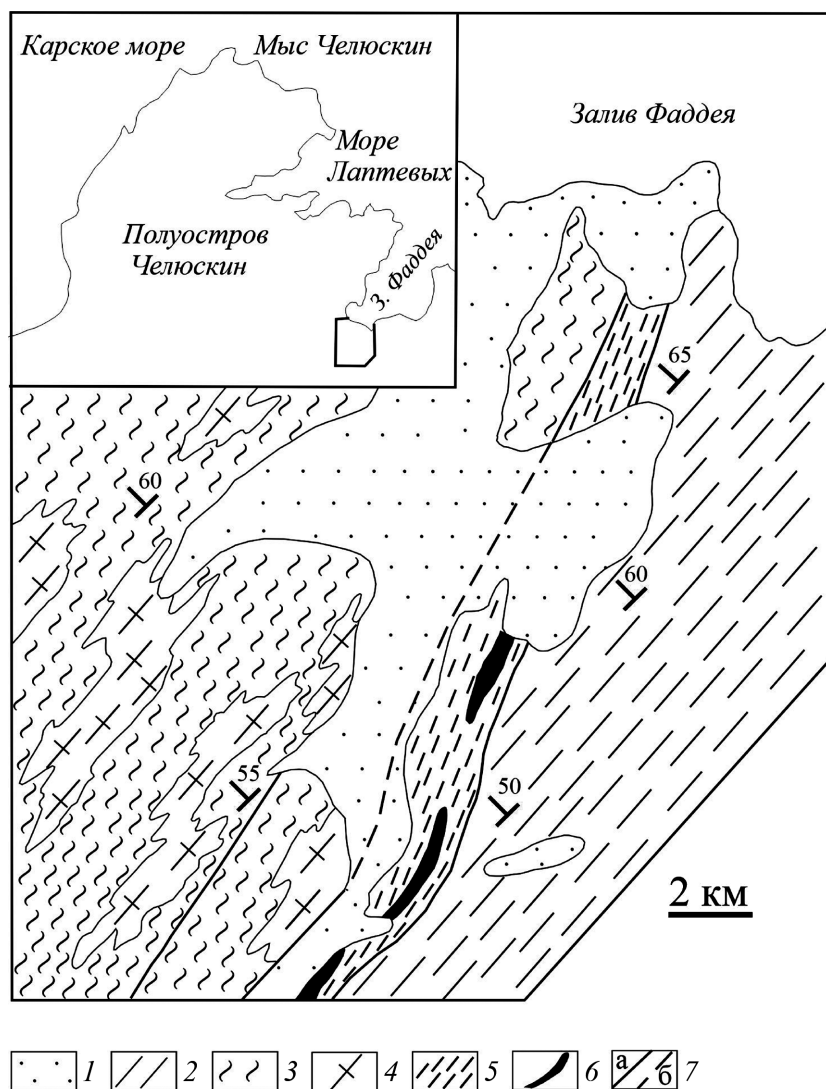 Карское море
Мыс Челюскин
Море
Лаптевых
Полуостров
Челюскин
З. Фаддея
Залив Фаддея
65
60
60
55
50
2 км
1
2
3
4
5
6
а
б
7